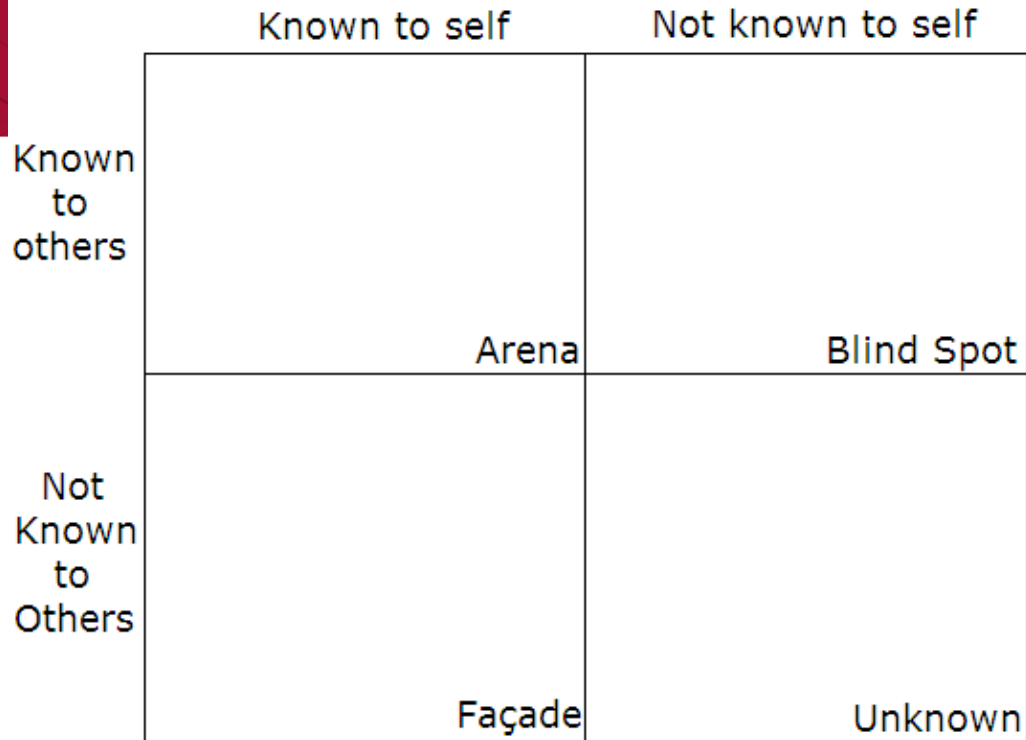 Known to self
Not known to self
Known
to
others
Arena
Blind Spot
Not
Known
to
Others
Façade
Unknown